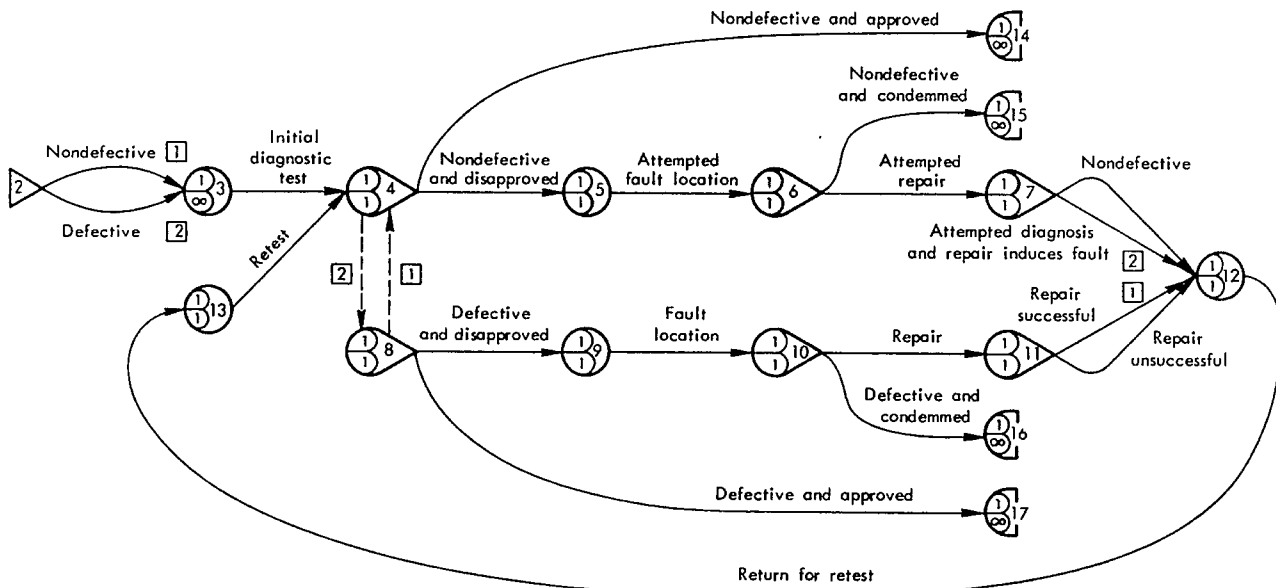 Nondefective and approved
1
∞
14
Nondefective
and condemmed
1
∞
15
Nondefective
1
Initial
diagnostic
test
2
1
∞
3
1
1
4
Nondefective
and disapproved
1
1
5
Attempted
fault location
1
1
6
Attempted
repair
1
1
7
Nondefective
Defective
2
Retest
Attempted diagnosis
and repair induces fault
2
1
1
1
12
2
1
1
1
13
Defective
and disapproved
Fault
location
Repair
successful
1
1
8
1
1
9
1
1
10
Repair
1
1
11
Repair
unsuccessful
Defective and
condemmed
1
∞
16
Defective and approved
1
∞
17
Return for retest